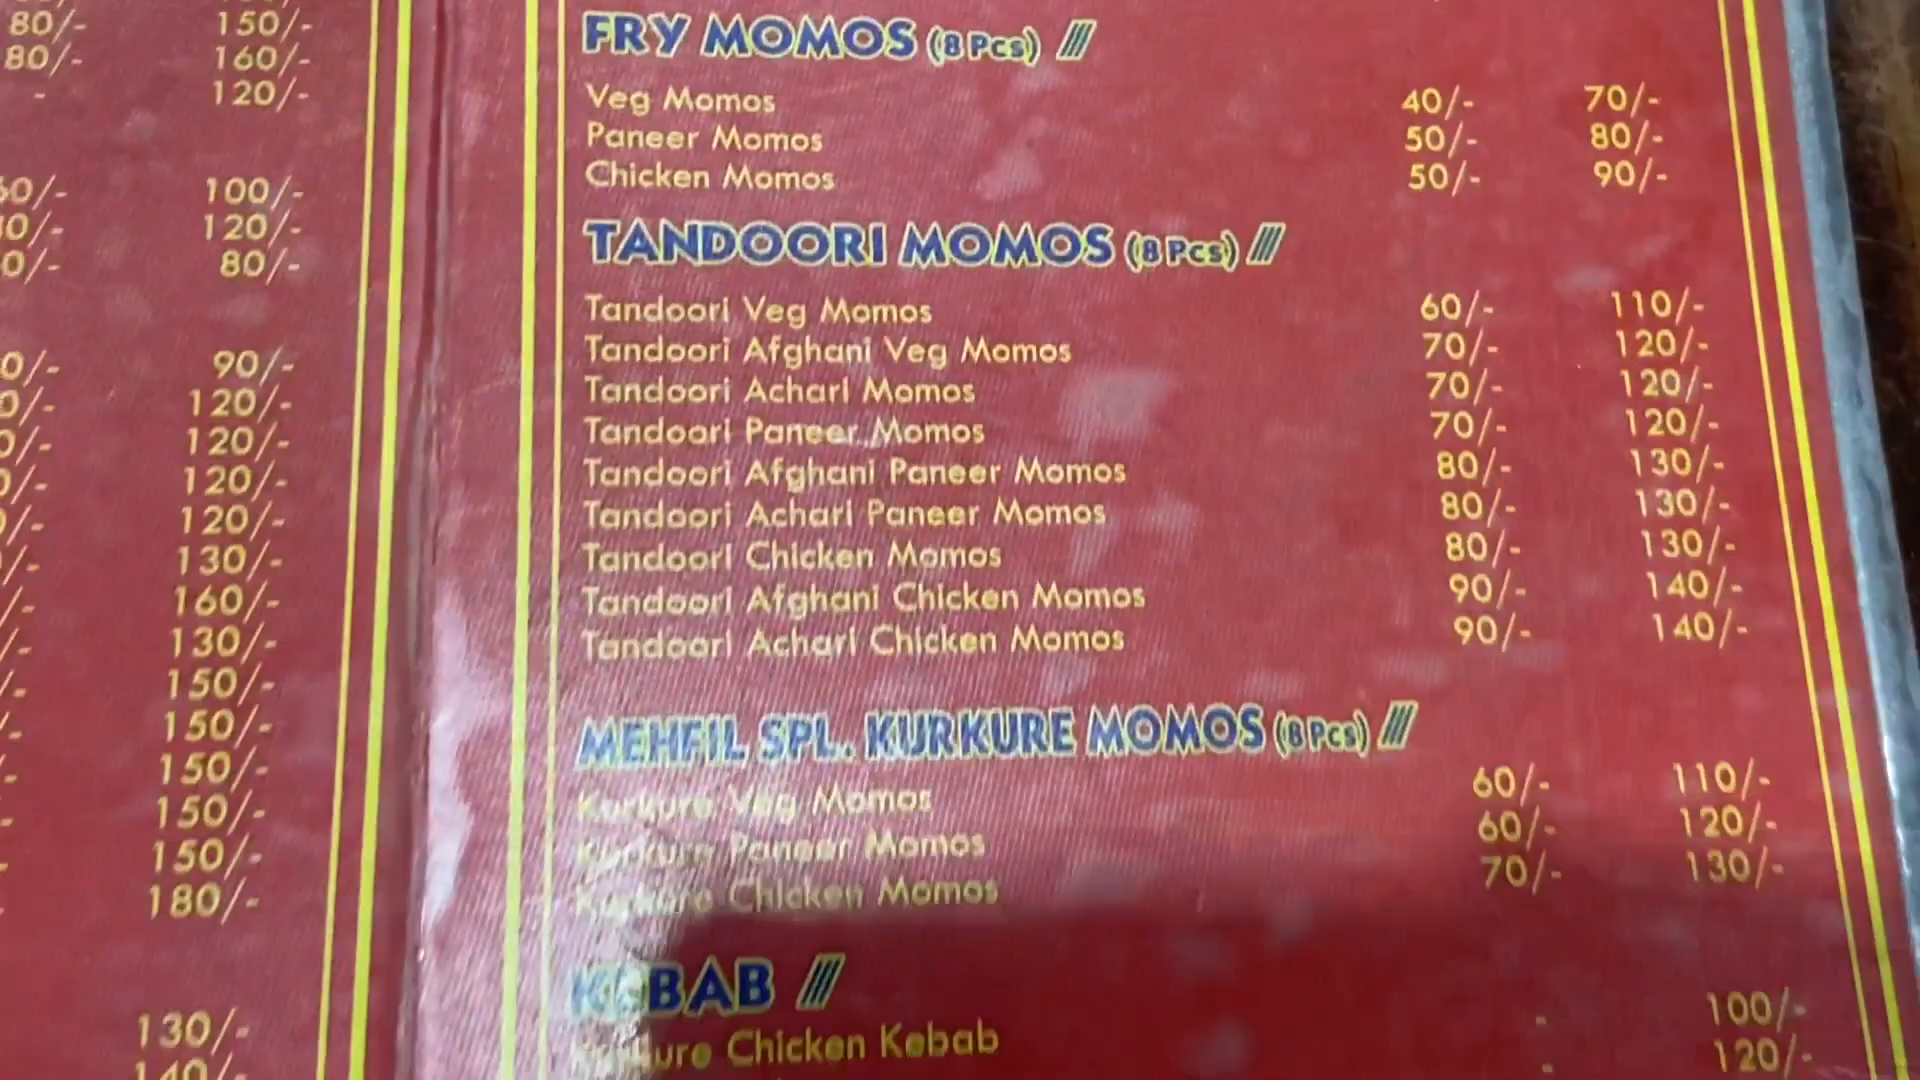 80/- 150/-
80/- 160/-
- 120/-
100/-
120/-
80/-
90/-
120/-
120/-
120/-
120/-
130/-
160/-
130/-
150/-
150/-
150/-
150/-
150/-
180/-
130/-
140/-
FRY MOMOS (8 Pcs)
Veg Momos 40/- 70/-
Paneer Momos 50/- 80/-
Chicken Momos 50/- 90/-
TANDOORI MOMOS (8 Pcs)
Tandoori Veg Momos 60/- 110/-
Tandoori Afghani Veg Momos 70/- 120/-
Tandoori Achari Momos 70/- 120/-
Tandoori Paneer Momos 70/- 120/-
Tandoori Afghani Paneer Momos 80/- 130/-
Tandoori Achari Paneer Momos 80/- 130/-
Tandoori Chicken Momos 80/- 130/-
Tandoori Afghani Chicken Momos 90/- 140/-
Tandoori Achari Chicken Momos 90/- 140/-
MEHFIL SPL. KURKURE MOMOS (8 Pcs)
Kurkure Veg Momos 60/- 110/-
Kurkure Paneer Momos 60/- 120/-
Kurkure Chicken Momos 70/- 130/-
KEBAB
Kurkure Chicken Kebab - 100/-
- 120/-